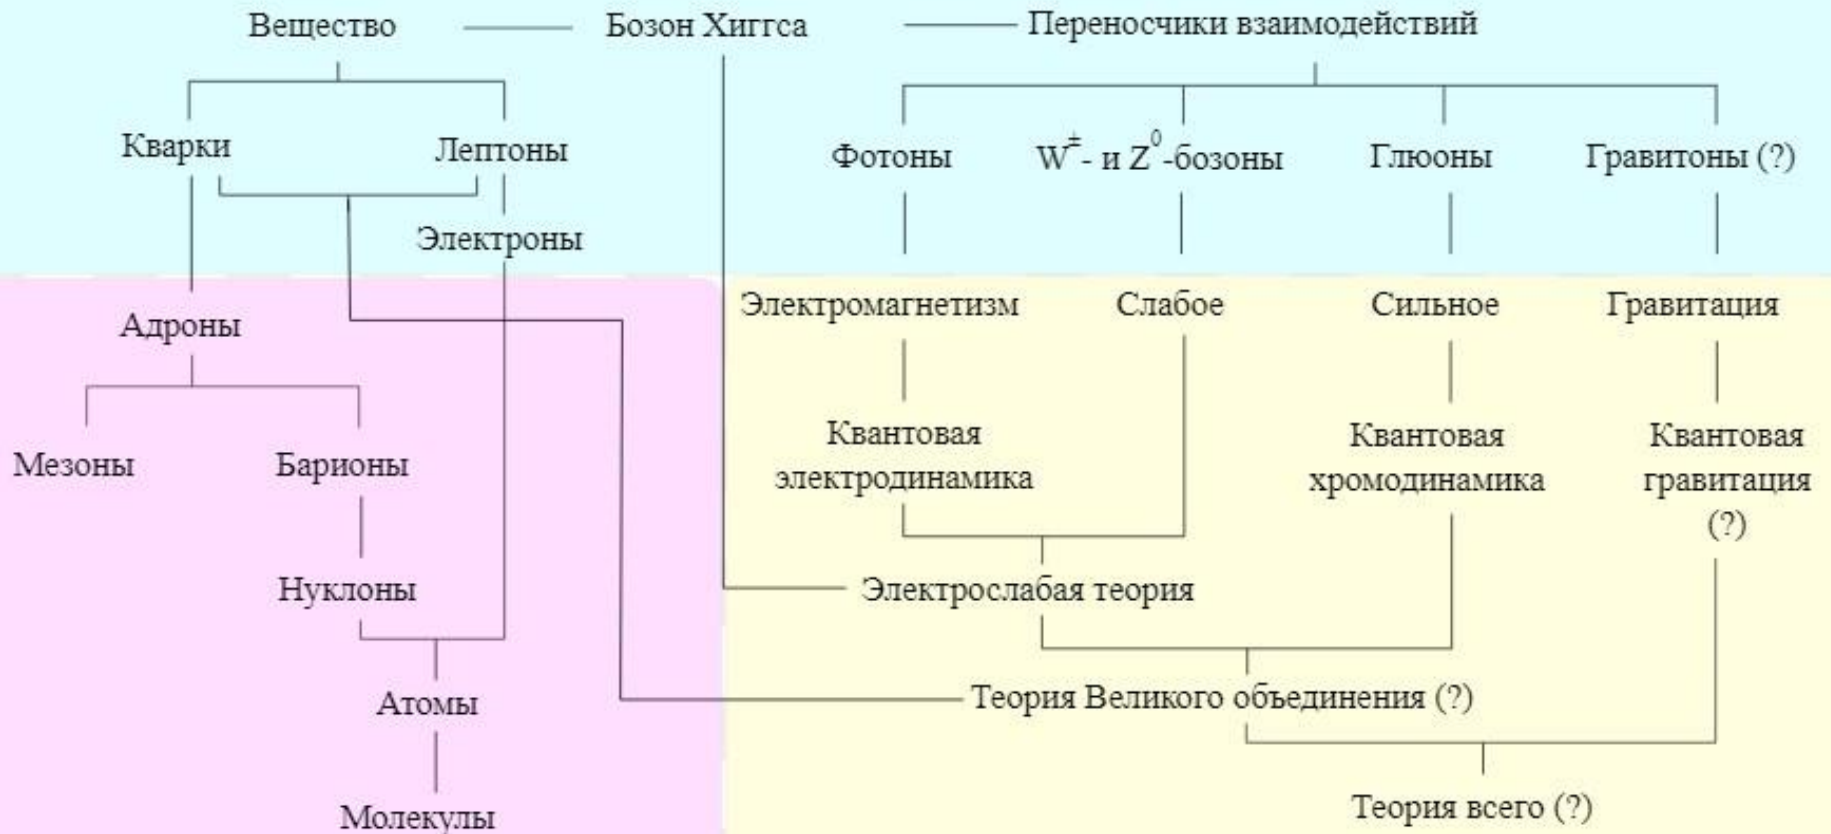 Вещество
Бозон Хиггса
Переносчики взаимодействий
Кварки
Лептоны
Фотоны
W±- и Z0-бозоны
Глюоны
Гравитоны (?)
Электроны
Адроны
Электромагнетизм
Слабое
Сильное
Гравитация
Мезоны
Барионы
Квантовая
электродинамика
Квантовая
хромодинамика
Квантовая
гравитация
(?)
Нуклоны
Электрослабая теория
Атомы
Теория Великого объединения (?)
Молекулы
Теория всего (?)